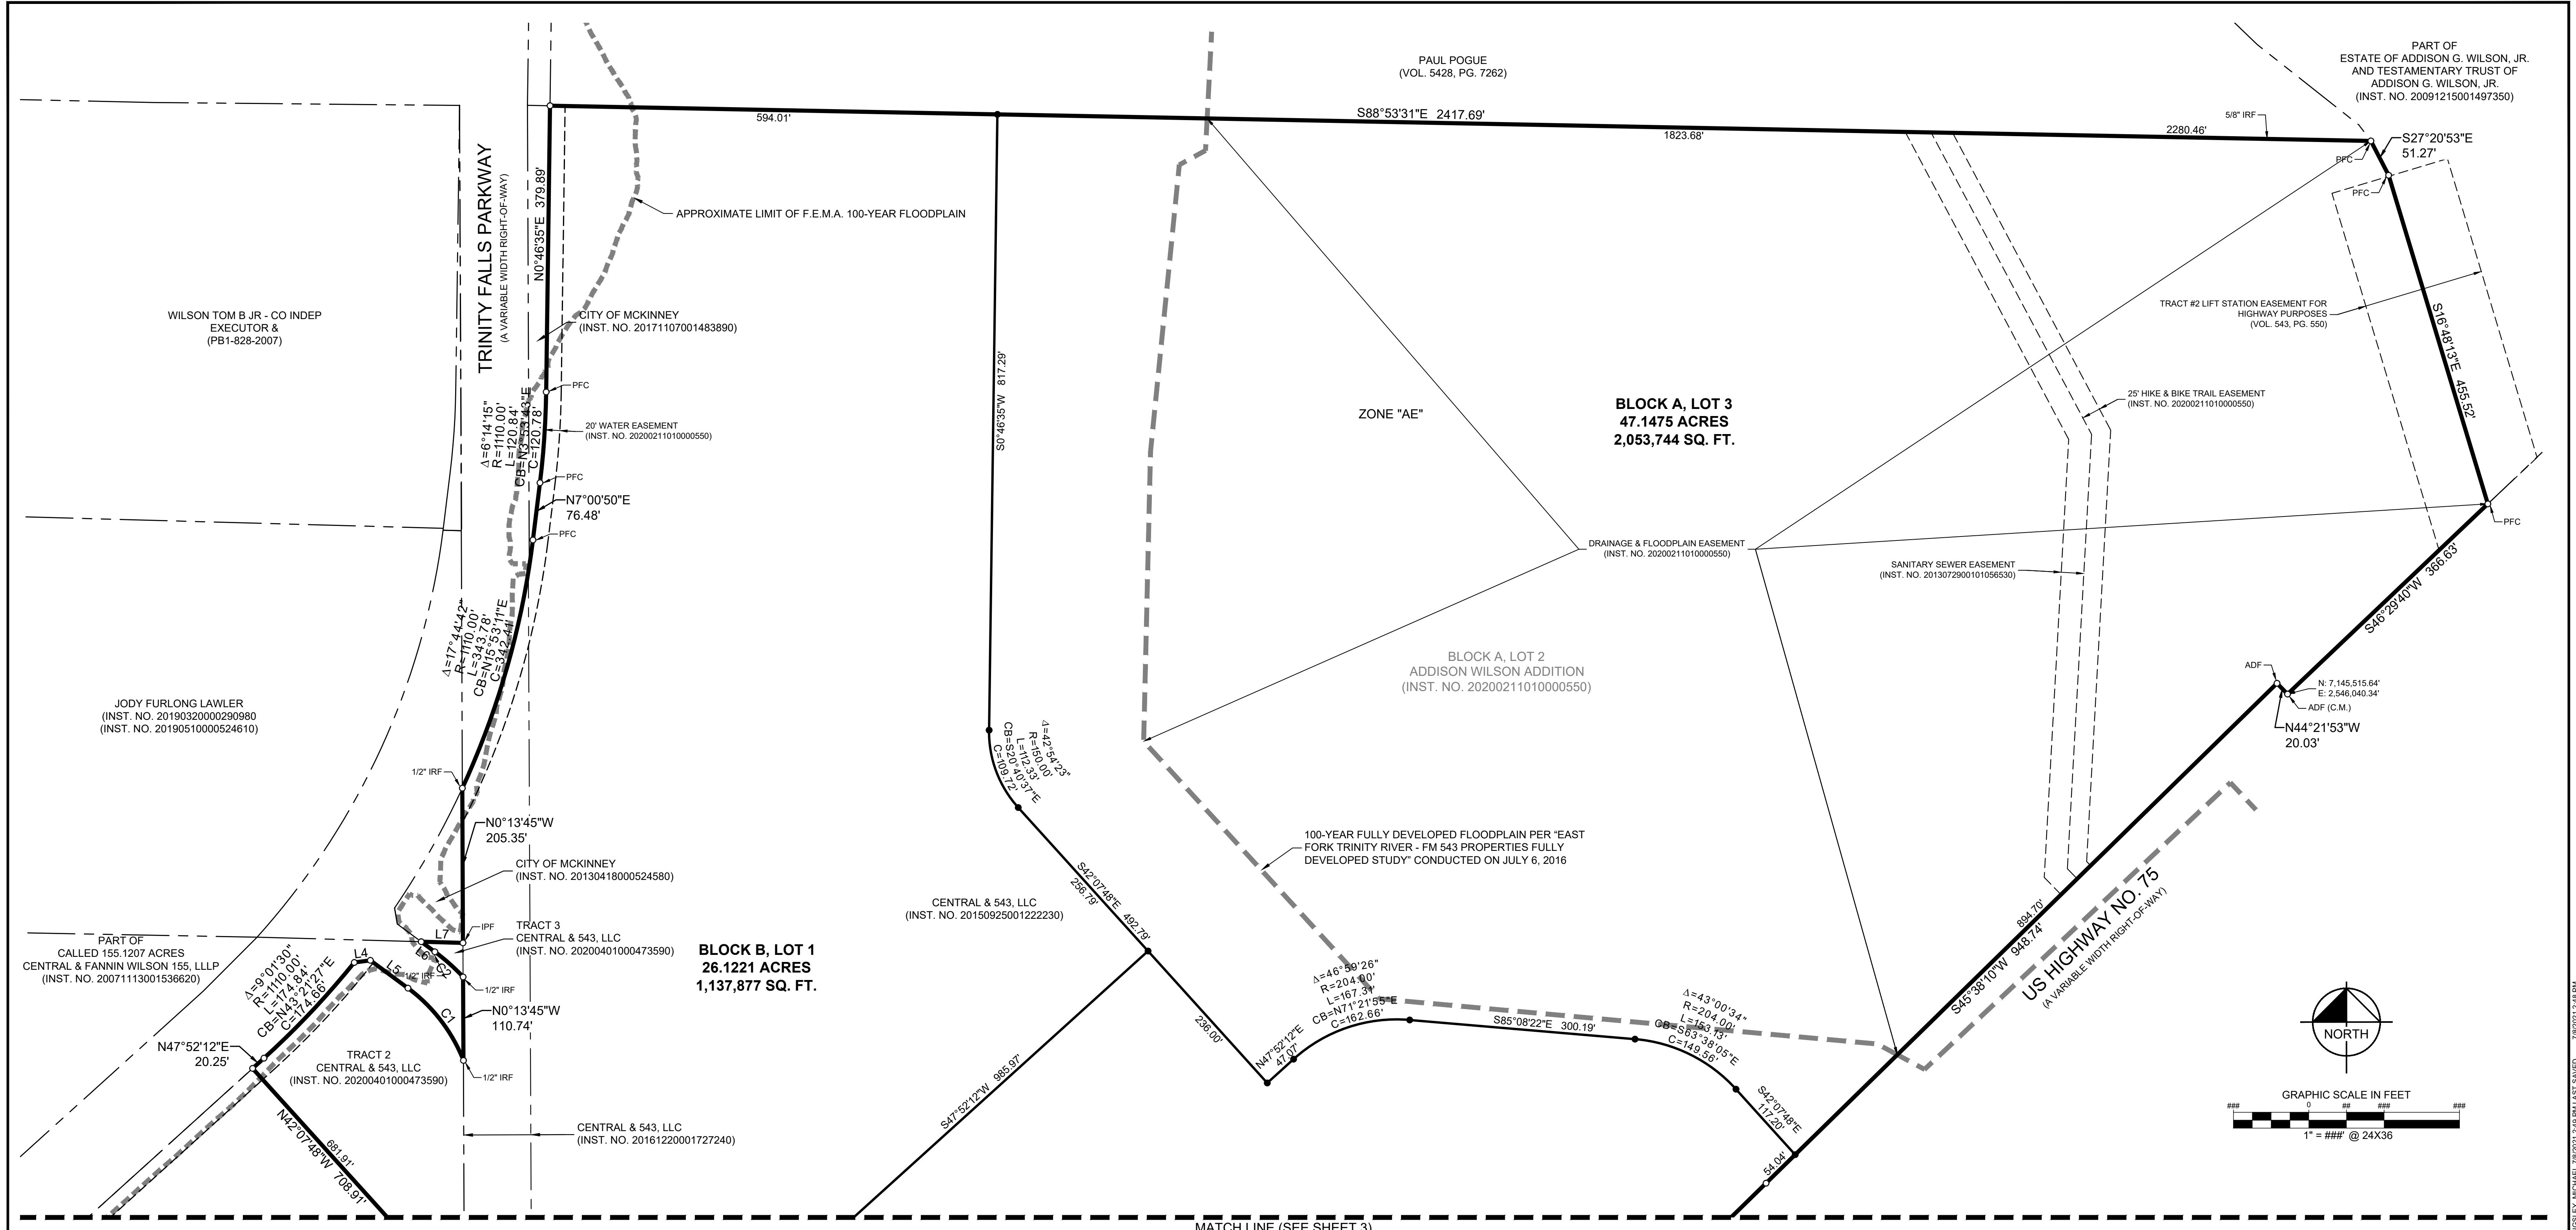 PAUL POGUE
(VOL. 5428, PG. 7262)
PART OF
ESTATE OF ADDISON G. WILSON, JR.
AND TESTAMENTARY TRUST OF
ADDISON G. WILSON, JR.
(INST. NO. 20091215001497350)
594.01'
S88°53'31"E 2417.69'
1823.68'
2280.46'
5/8" IRF
PFC
S27°20'53"E
51.27'
PFC
TRINITY FALLS PARKWAY
(A VARIABLE WIDTH RIGHT-OF-WAY)
N0°46'35"E 379.89'
APPROXIMATE LIMIT OF F.E.M.A. 100-YEAR FLOODPLAIN
WILSON TOM B JR - CO INDEP
EXECUTOR &
(PB1-828-2007)
CITY OF MCKINNEY
(INST. NO. 20171107001483890)
TRACT #2 LIFT STATION EASEMENT FOR
HIGHWAY PURPOSES
(VOL. 543, PG. 550)
S16°48'13"E 455.52'
PFC
Δ=6°14'15"
R=1110.00'
L=120.84'
CB=N3°53'43"E
C=120.78'
20' WATER EASEMENT
(INST. NO. 20200211010000550)
S0°46'35"W 817.29'
ZONE "AE"
BLOCK A, LOT 3
47.1475 ACRES
2,053,744 SQ. FT.
25' HIKE & BIKE TRAIL EASEMENT
(INST. NO. 20200211010000550)
PFC
N7°00'50"E
76.48'
PFC
PFC
DRAINAGE & FLOODPLAIN EASEMENT
(INST. NO. 20200211010000550)
SANITARY SEWER EASEMENT
(INST. NO. 2013072900101056530)
S46°29'40"W 366.63'
Δ=17°44'42"
R=1110.00'
L=343.78'
CB=N15°53'11"E
C=342.41'
BLOCK A, LOT 2
ADDISON WILSON ADDITION
(INST. NO. 20200211010000550)
ADF
N: 7,145,515.64'
E: 2,546,040.34'
ADF (C.M.)
N44°21'53"W
20.03'
JODY FURLONG LAWLER
(INST. NO. 20190320000290980
(INST. NO. 20190510000524610)
Δ=42°54'23"
R=150.00'
L=112.33'
CB=S20°40'37"E
C=109.72'
1/2" IRF
N0°13'45"W
205.35'
100-YEAR FULLY DEVELOPED FLOODPLAIN PER "EAST
FORK TRINITY RIVER - FM 543 PROPERTIES FULLY
DEVELOPED STUDY" CONDUCTED ON JULY 6, 2016
CITY OF MCKINNEY
(INST. NO. 20130418000524580)
S42°07'48"E 492.79'
256.79'
CENTRAL & 543, LLC
(INST. NO. 20150925001222230)
894.70'
S45°38'10"W 948.74'
US HIGHWAY NO. 75
(A VARIABLE WIDTH RIGHT-OF-WAY)
PART OF
CALLED 155.1207 ACRES
CENTRAL & FANNIN WILSON 155, LLLP
(INST. NO. 20071113001536620)
L7
IPF
TRACT 3
CENTRAL & 543, LLC
(INST. NO. 20200401000473590)
L4
L5
L6
C2
1/2" IRF
1/2" IRF
BLOCK B, LOT 1
26.1221 ACRES
1,137,877 SQ. FT.
Δ=9°01'30"
R=1110.00'
L=174.84'
CB=N43°21'27"E
C=174.66'
C1
N0°13'45"W
110.74'
236.00'
N47°52'12"E
47.07'
Δ=46°59'26"
R=204.00'
L=167.31'
CB=N71°21'55"E
C=162.66'
S85°08'22"E 300.19'
Δ=43°00'34"
R=204.00'
L=153.13'
CB=S63°38'05"E
C=149.56'
NORTH
N47°52'12"E
20.25'
TRACT 2
CENTRAL & 543, LLC
(INST. NO. 20200401000473590)
1/2" IRF
S47°52'12"W 985.97'
S42°07'48"E
117.20'
GRAPHIC SCALE IN FEET
### 0 ## ### ###
1" = ###' @ 24X36
CENTRAL & 543, LLC
(INST. NO. 20161220001727240)
681.91'
N42°07'48"W 708.91'
54.04'
MATCH LINE (SEE SHEET 3)